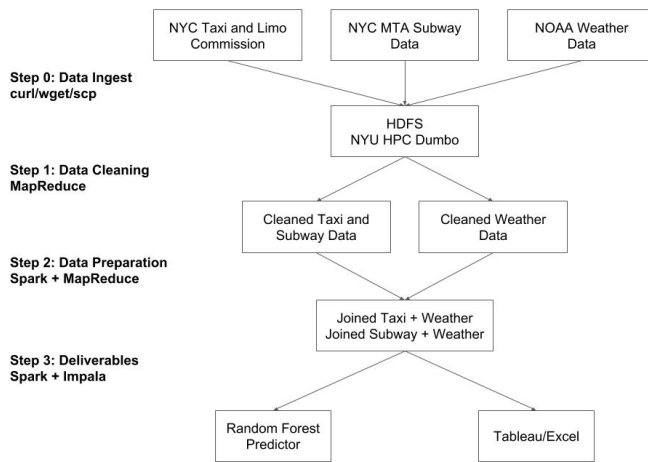 NYC Taxi and Limo
Commission
NYC MTA Subway
Data
NOAA Weather
Data
Step 0: Data Ingest
curl/wget/scp
HDFS
NYU HPC Dumbo
Step 1: Data Cleaning
MapReduce
Cleaned Taxi and
Subway Data
Cleaned Weather
Data
Step 2: Data Preparation
Spark + MapReduce
Joined Taxi + Weather
Joined Subway + Weather
Step 3: Deliverables
Spark + Impala
Random Forest
Predictor
Tableau/Excel